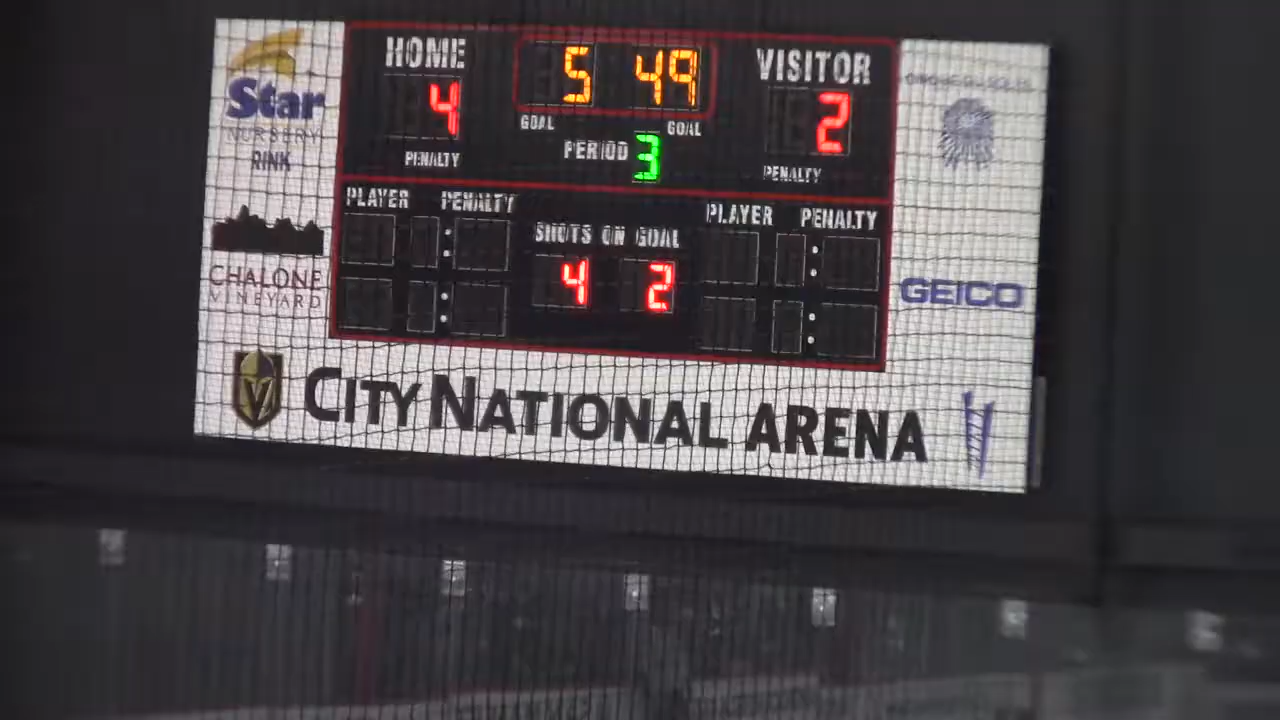 HOME 5 49 VISITOR
4 2
GOAL GOAL
PERIOD 3
PENALTY PENALTY
PLAYER PENALTY PLAYER PENALTY
SHOTS ON GOAL
: 4 2 :
: :
Star
NURSERY
RINK
CHALONE
VINEYARD
GEICO
CITY NATIONAL ARENA